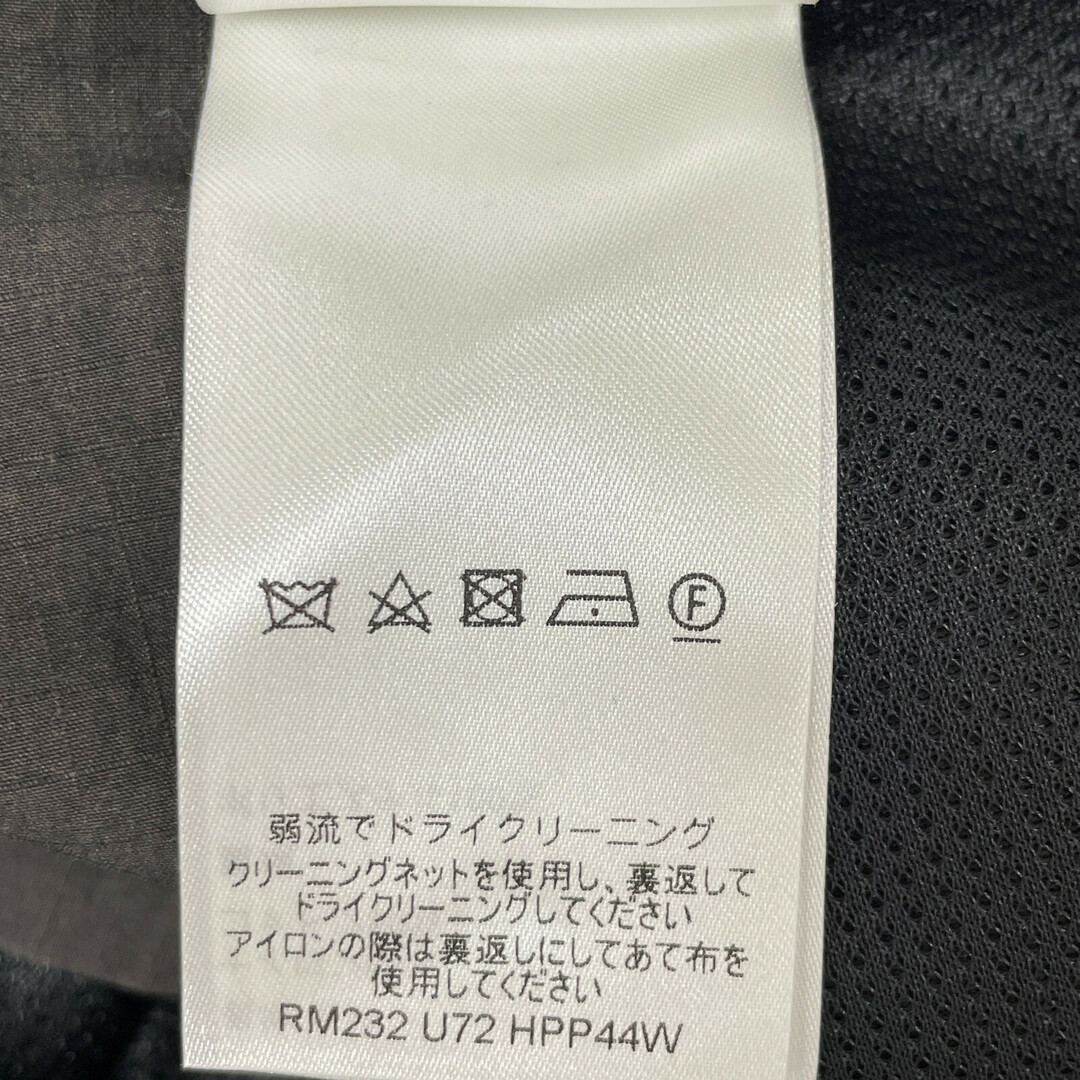 F
弱流でドライクリーニング
クリーニングネットを使用し、裏返して
ドライクリーニングしてください
アイロンの際は裏返しにしてあて布を
使用してください
RM232 U72 HPP44W